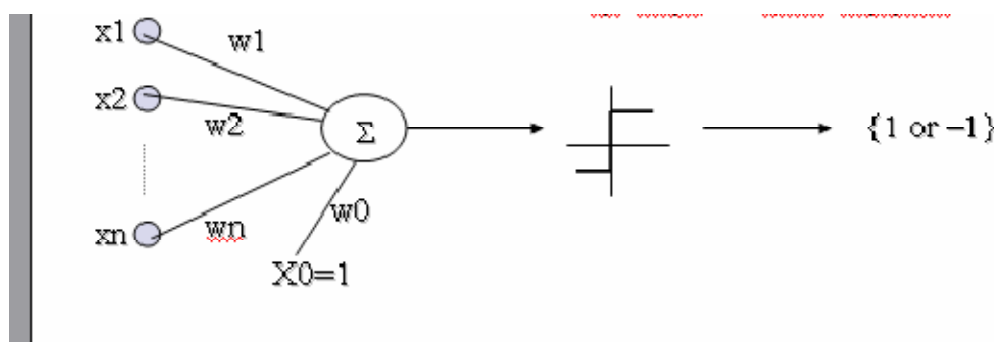 x1
w1
x2
w2
Σ
{1 or –1}
w0
xn
wn
X0=1